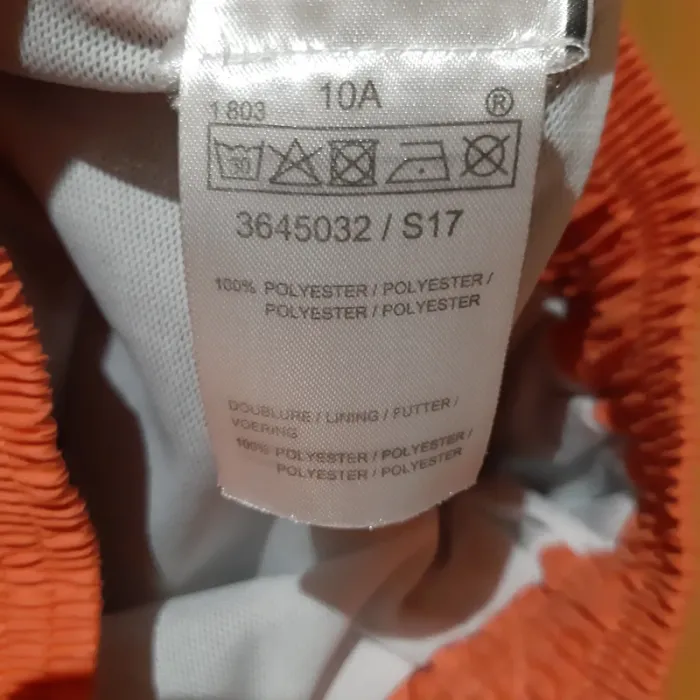 10A
1 803
®
30
3645032 / S17
100% POLYESTER / POLYESTER /
POLYESTER / POLYESTER
DOUBLURE / LINING / FUTTER /
VOERING
100% POLYESTER / POLYESTER /
POLYESTER / POLYESTER